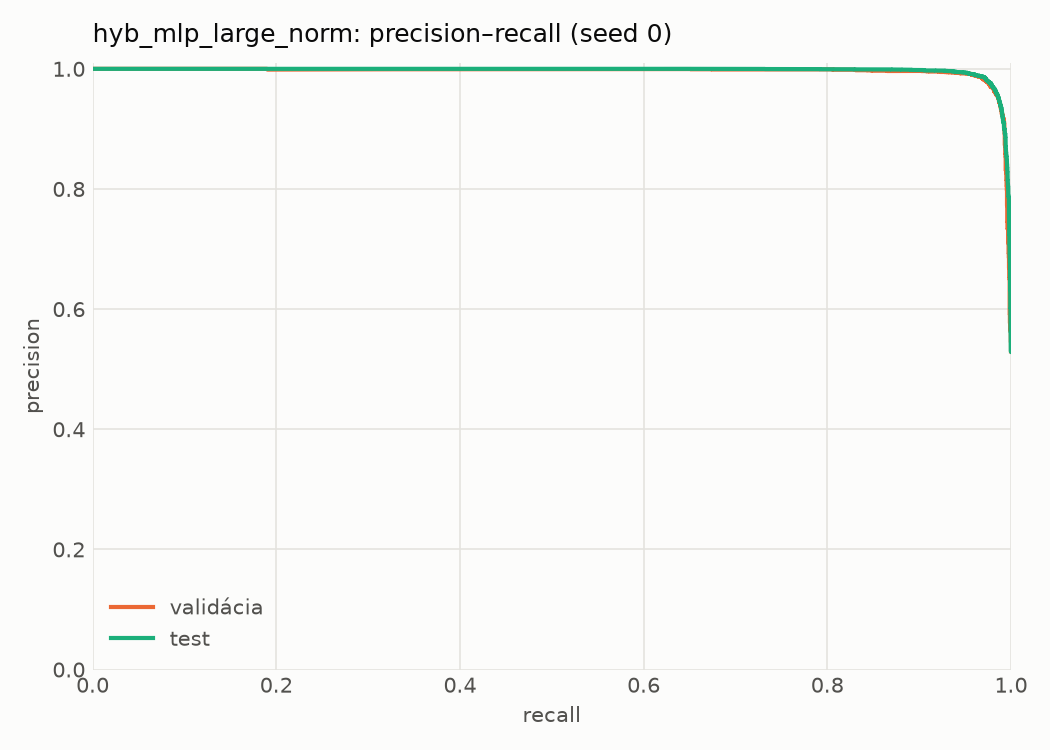 hyb_mlp_large_norm: precision–recall (seed 0)
1.0
0.8
0.6
0.4
0.2
0.0
precision
validácia
test
0.0 0.2 0.4 0.6 0.8 1.0
recall